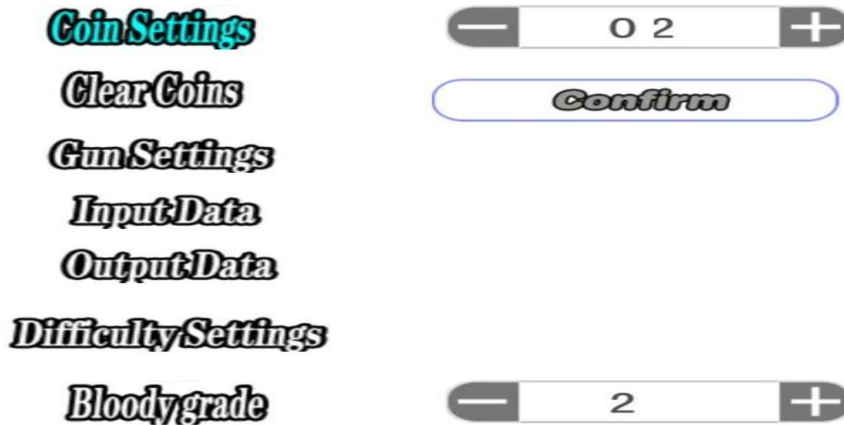 Coin Settings — 0 2 +
Clear Coins Confirm
Gun Settings
Input Data
Output Data
Difficulty Settings
Bloody grade — 2 +